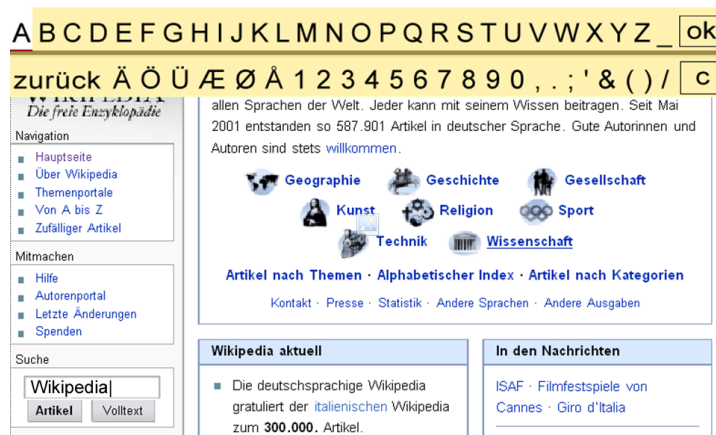 A B C D E F G H I J K L M N O P Q R S T U V W X Y Z _ ok
zurück Ä Ö Ü Æ Ø Å 1 2 3 4 5 6 7 8 9 0 , . ; ' & ( ) / c
WIKIPEDIA
Die freie Enzyklopädie
Navigation
Hauptseite
Über Wikipedia
Themenportale
Von A bis Z
Zufälliger Artikel
Mitmachen
Hilfe
Autorenportal
Letzte Änderungen
Spenden
Suche
Wikipedia
Artikel Volltext
allen Sprachen der Welt. Jeder kann mit seinem Wissen beitragen. Seit Mai
2001 entstanden so 587.901 Artikel in deutscher Sprache. Gute Autorinnen und
Autoren sind stets willkommen.
Geographie Geschichte Gesellschaft
Kunst Religion Sport
Technik Wissenschaft
Artikel nach Themen · Alphabetischer Index · Artikel nach Kategorien
Kontakt · Presse · Statistik · Andere Sprachen · Andere Ausgaben
Wikipedia aktuell
Die deutschsprachige Wikipedia
gratuliert der italienischen Wikipedia
zum 300.000. Artikel.
In den Nachrichten
ISAF · Filmfestspiele von
Cannes · Giro d'Italia